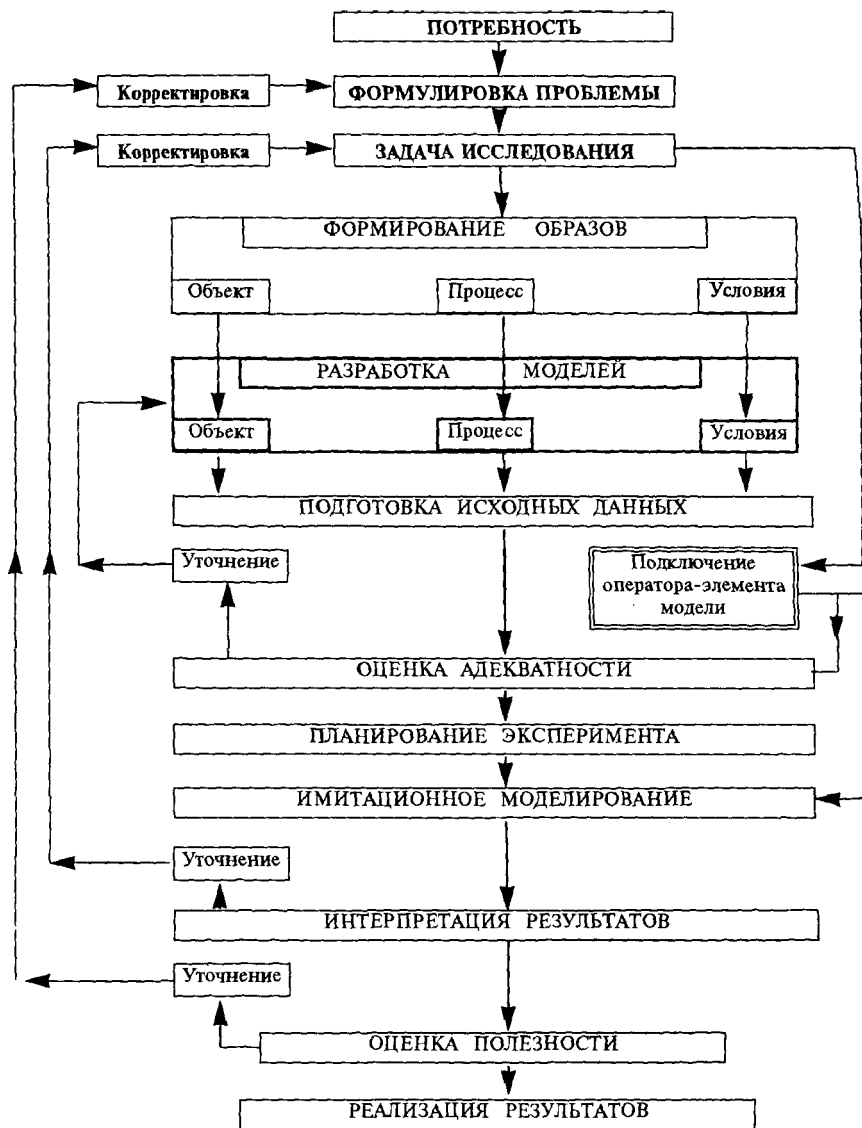 ПОТРЕБНОСТЬ
Корректировка
ФОРМУЛИРОВКА ПРОБЛЕМЫ
Корректировка
ЗАДАЧА ИССЛЕДОВАНИЯ
ФОРМИРОВАНИЕ ОБРАЗОВ
Объект
Процесс
Условия
РАЗРАБОТКА МОДЕЛЕЙ
Объект
Процесс
Условия
ПОДГОТОВКА ИСХОДНЫХ ДАННЫХ
Уточнение
Подключение
оператора-элемента
модели
ОЦЕНКА АДЕКВАТНОСТИ
ПЛАНИРОВАНИЕ ЭКСПЕРИМЕНТА
ИМИТАЦИОННОЕ МОДЕЛИРОВАНИЕ
Уточнение
ИНТЕРПРЕТАЦИЯ РЕЗУЛЬТАТОВ
Уточнение
ОЦЕНКА ПОЛЕЗНОСТИ
РЕАЛИЗАЦИЯ РЕЗУЛЬТАТОВ